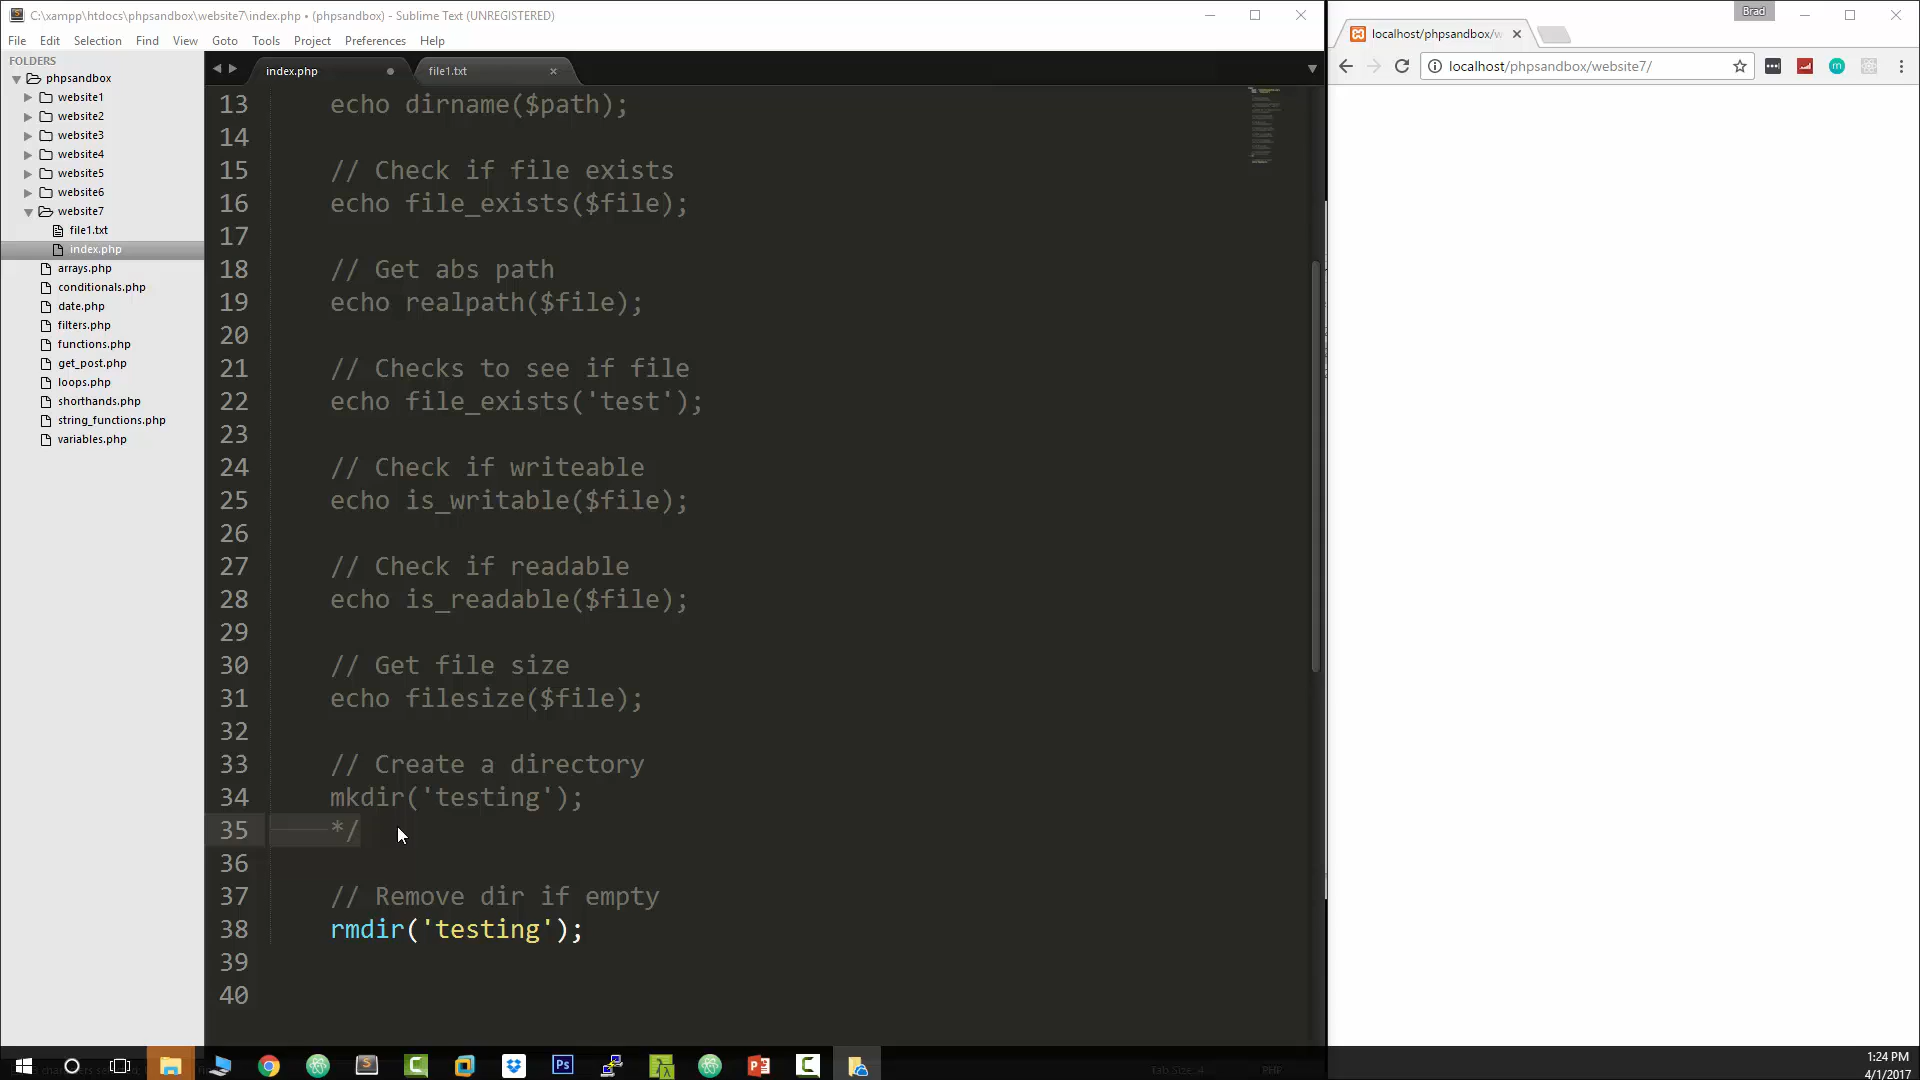 C:\xampp\htdocs\phpsandbox\website7\index.php • (phpsandbox) - Sublime Text (UNREGISTERED)
File Edit Selection Find View Goto Tools Project Preferences Help
FOLDERS
phpsandbox
website1
website2
website3
website4
website5
website6
website7
file1.txt
index.php
arrays.php
conditionals.php
date.php
filters.php
functions.php
get_post.php
loops.php
shorthands.php
string_functions.php
variables.php
index.php
file1.txt
13 echo dirname($path);
14
15 // Check if file exists
16 echo file_exists($file);
17
18 // Get abs path
19 echo realpath($file);
20
21 // Checks to see if file
22 echo file_exists('test');
23
24 // Check if writeable
25 echo is_writable($file);
26
27 // Check if readable
28 echo is_readable($file);
29
30 // Get file size
31 echo filesize($file);
32
33 // Create a directory
34 mkdir('testing');
35 */
36
37 // Remove dir if empty
38 rmdir('testing');
39
40
Brad
localhost/phpsandbox/w
localhost/phpsandbox/website7/
Tab Size: 4 PHP
1:24 PM
4/1/2017